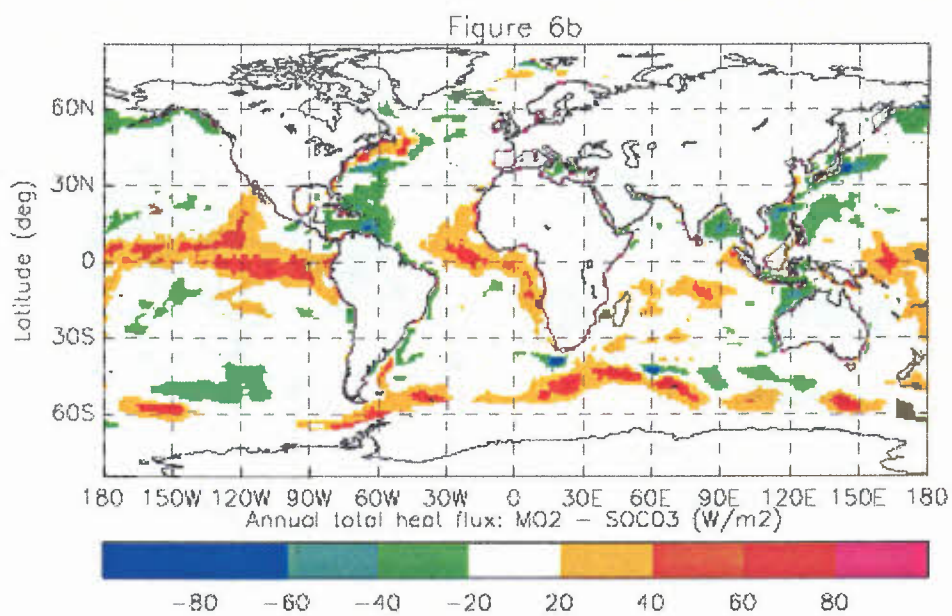 Figure 6b
60N
30N
0
30S
60S
Latitude (deg)
180 150W 120W 90W 60W 30W 0 30E 60E 90E 120E 150E 180
Annual total heat flux: M02 - SOC03 (W/m2)
-80 -60 -40 -20 20 40 60 80